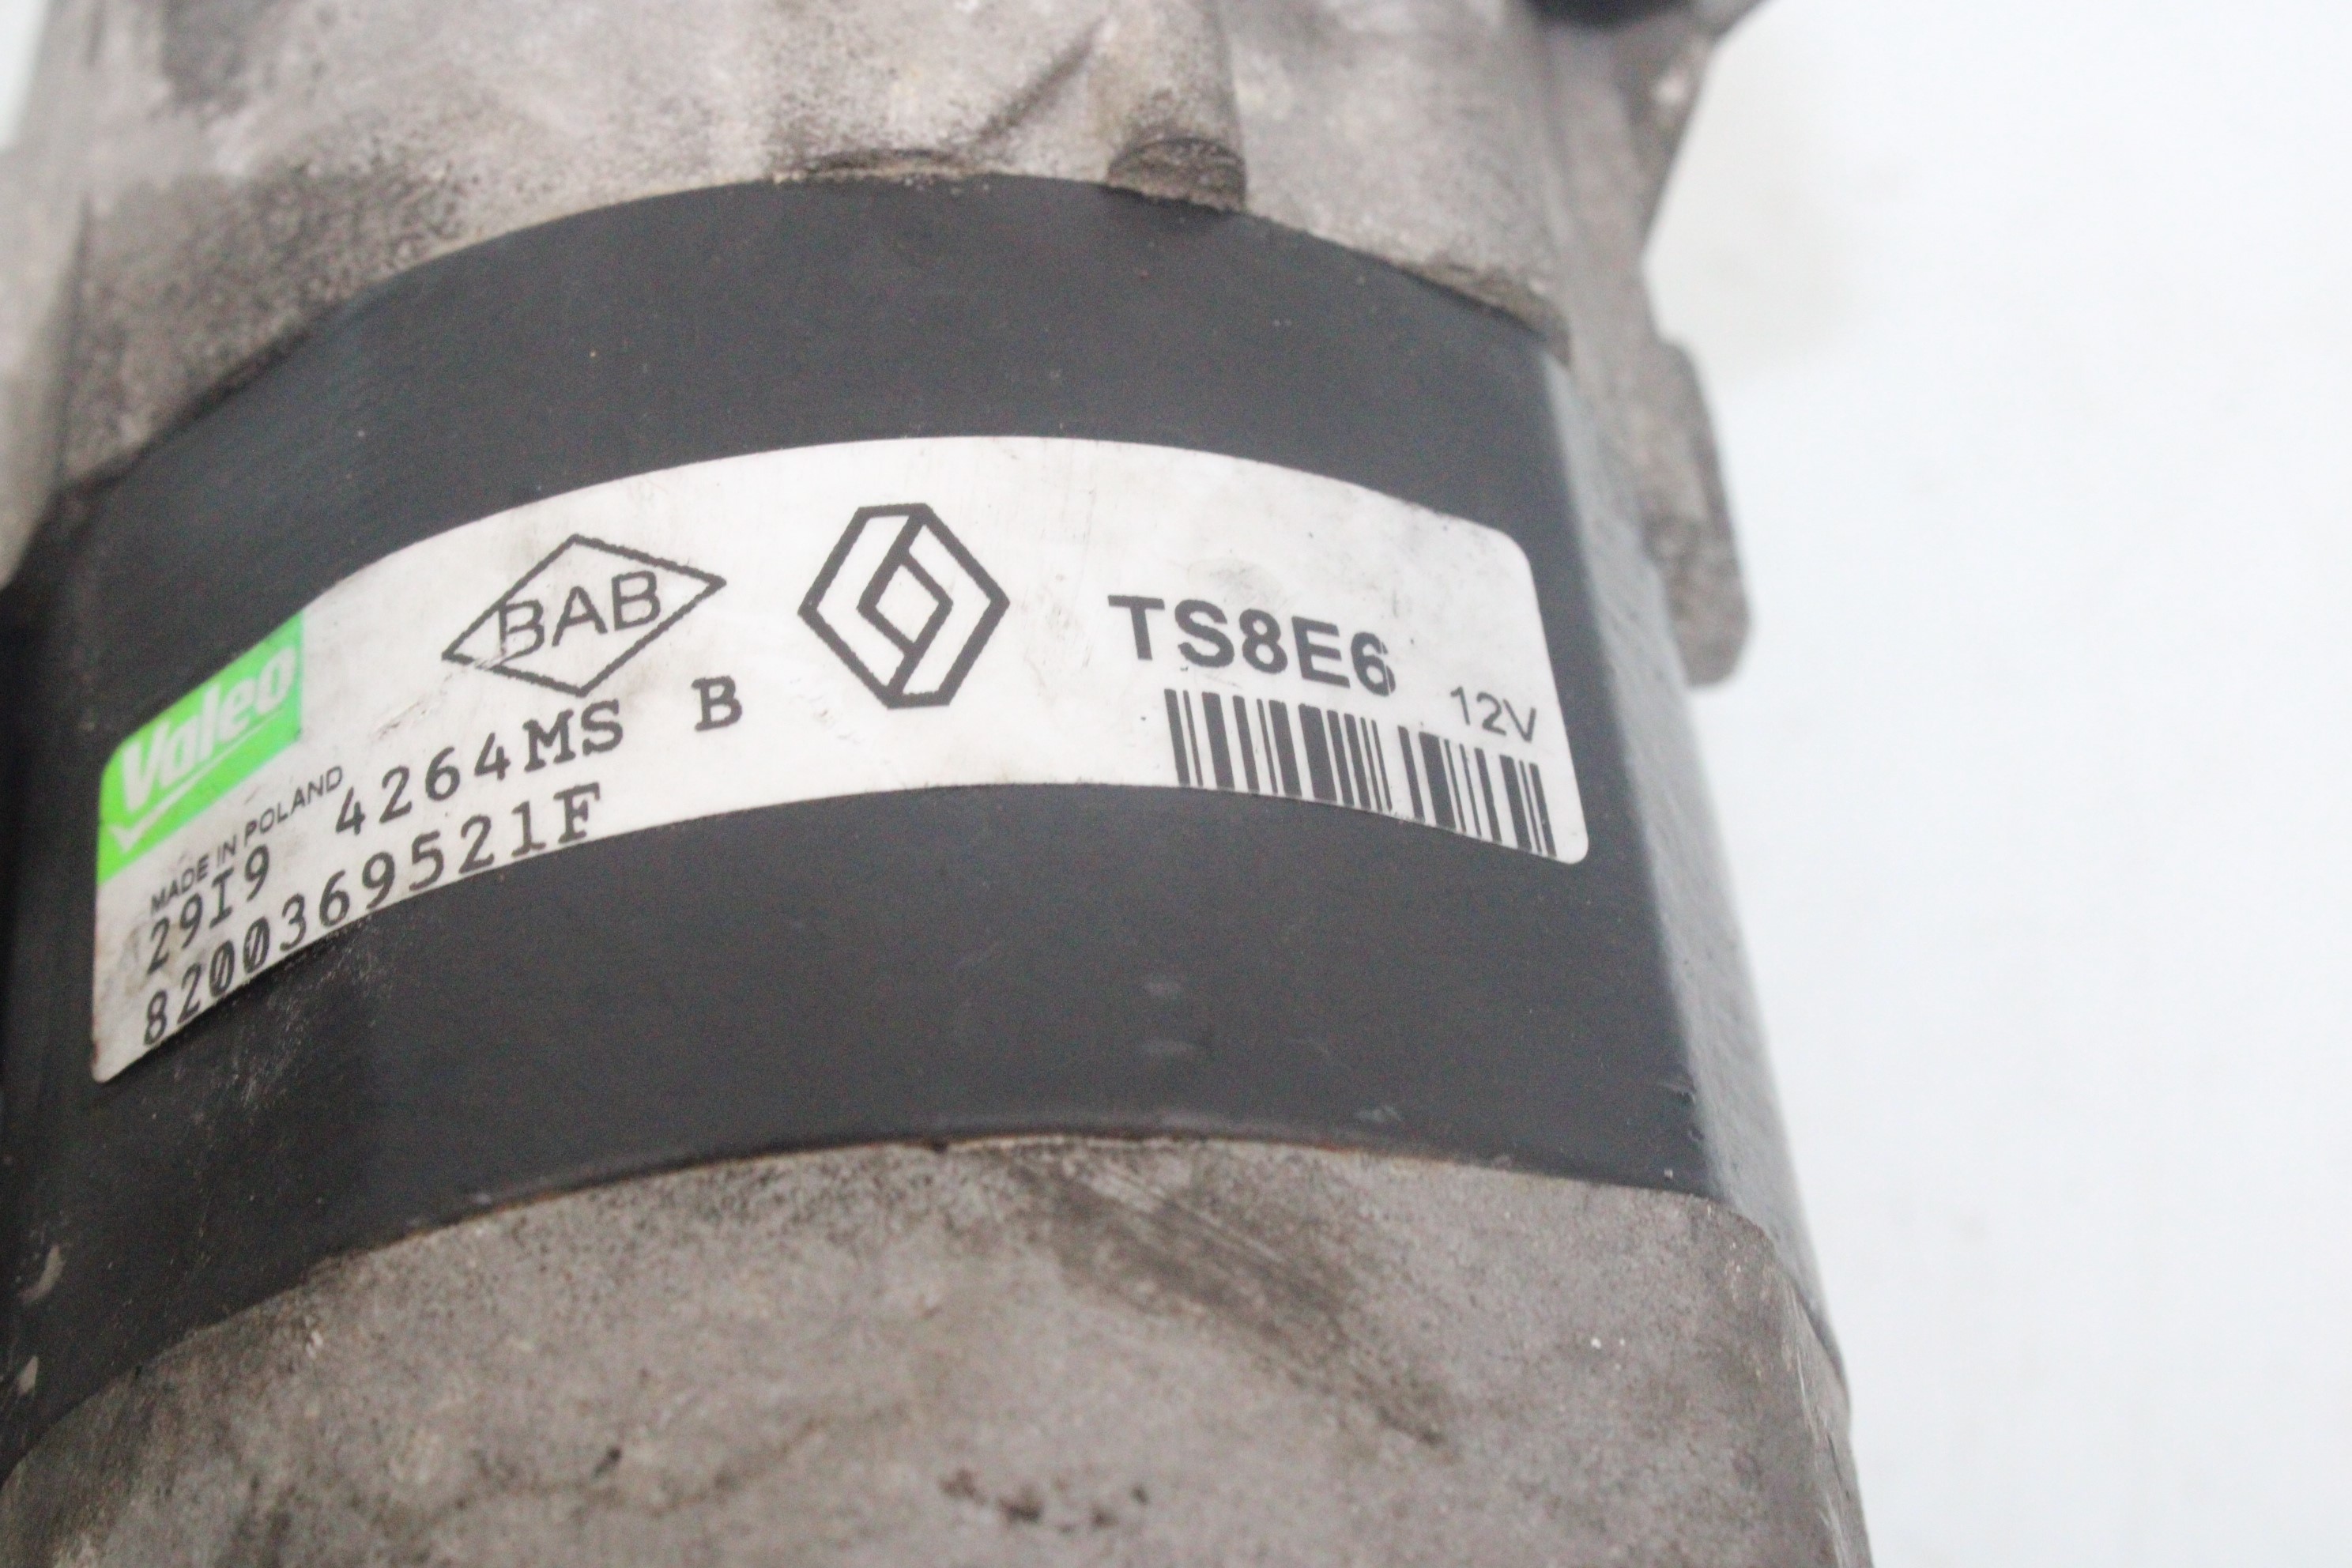 Valeo
BAB
TS8E6
12V
MADE IN POLAND
29I9 4264MS B
8200369521F